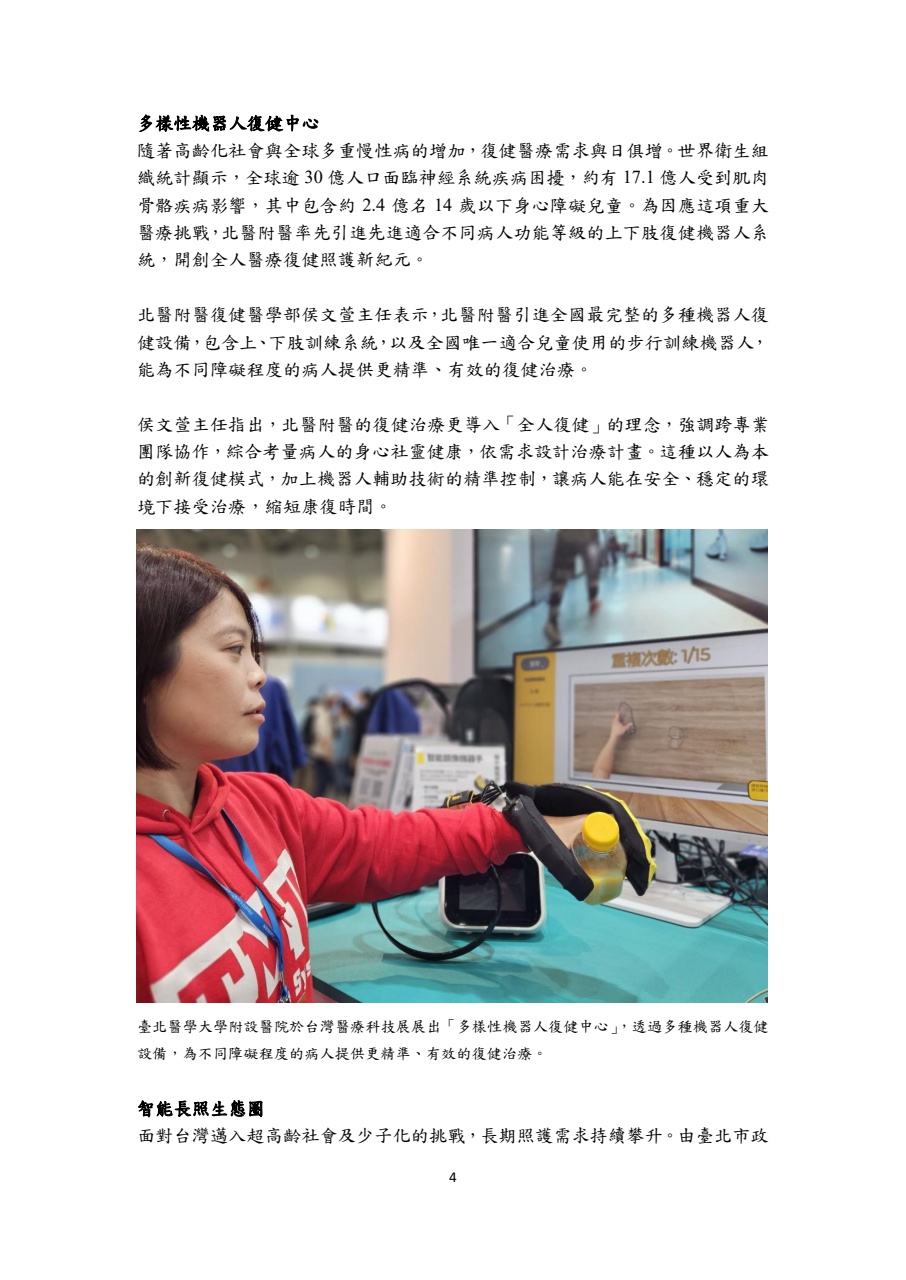 多樣性機器人復健中心
隨著高齡化社會與全球多重慢性病的增加，復健醫療需求與日俱增。世界衛生組
織統計顯示，全球逾 30 億人口面臨神經系統疾病困擾，約有 17.1 億人受到肌肉
骨骼疾病影響，其中包含約 2.4 億名 14 歲以下身心障礙兒童。為因應這項重大
醫療挑戰，北醫附醫率先引進先進適合不同病人功能等級的上下肢復健機器人系
統，開創全人醫療復健照護新紀元。
北醫附醫復健醫學部侯文萱主任表示，北醫附醫引進全國最完整的多種機器人復
健設備，包含上、下肢訓練系統，以及全國唯一適合兒童使用的步行訓練機器人，
能為不同障礙程度的病人提供更精準、有效的復健治療。
侯文萱主任指出，北醫附醫的復健治療更導入「全人復健」的理念，強調跨專業
團隊協作，綜合考量病人的身心社靈健康，依需求設計治療計畫。這種以人為本
的創新復健模式，加上機器人輔助技術的精準控制，讓病人能在安全、穩定的環
境下接受治療，縮短康復時間。
重複次數: 1/15
智能鏡像機器手
TMU
Sys
臺北醫學大學附設醫院於台灣醫療科技展展出「多樣性機器人復健中心」，透過多種機器人復健
設備，為不同障礙程度的病人提供更精準、有效的復健治療。
智能長照生態圈
面對台灣邁入超高齡社會及少子化的挑戰，長期照護需求持續攀升。由臺北市政
4